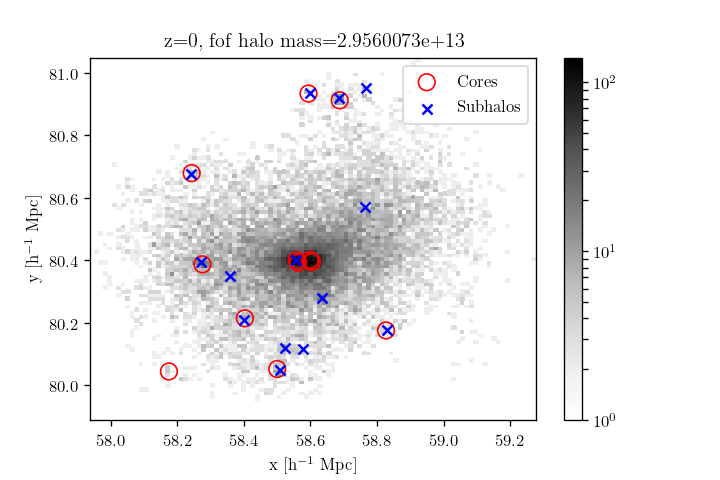 z=0, fof halo mass=2.9560073e+13
Cores
Subhalos
81.0
80.8
80.6
80.4
80.2
80.0
y [h⁻¹ Mpc]
58.0 58.2 58.4 58.6 58.8 59.0 59.2
x [h⁻¹ Mpc]
10²
10¹
10⁰